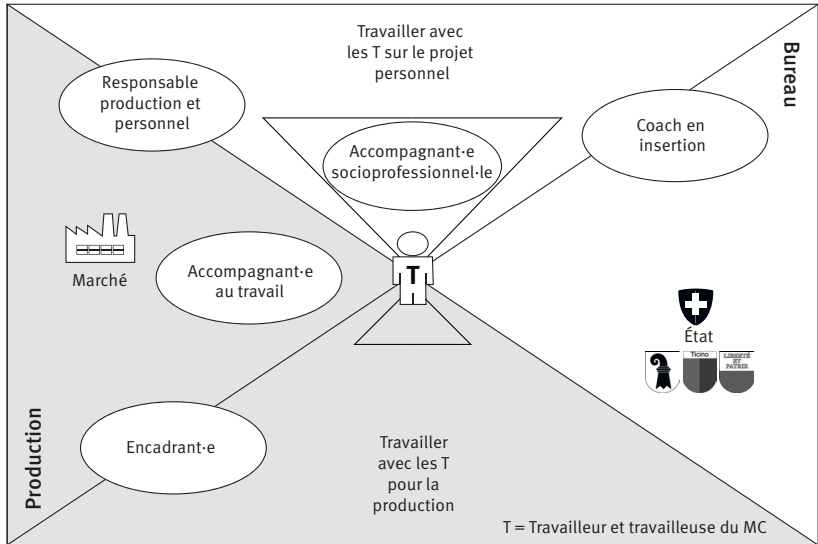 Travailler avec
les T sur le projet
personnel
Bureau
Responsable
production et
personnel
Coach en
insertion
Accompagnant·e
socioprofessionnel·le
T
Marché
Accompagnant·e
au travail
État
Ticino
LIBERTÉ
ET
PATRIE
Production
Encadrant·e
Travailler
avec les T
pour la
production
T = Travailleur et travailleuse du MC